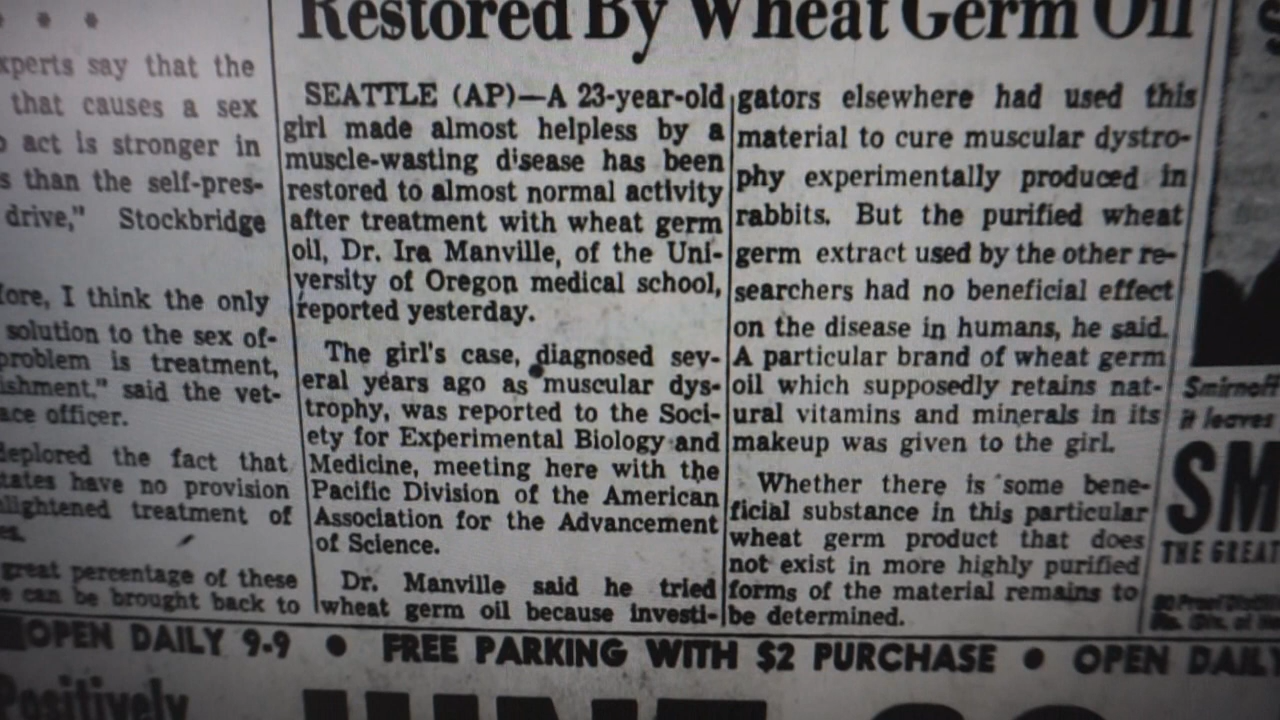 Restored By Wheat Germ Oil
SEATTLE (AP)—A 23-year-old
girl made almost helpless by a
muscle-wasting disease has been
restored to almost normal activity
after treatment with wheat germ
oil, Dr. Ira Manville, of the Uni-
versity of Oregon medical school,
reported yesterday.
The girl's case, diagnosed sev-
eral years ago as muscular dys-
trophy, was reported to the Soci-
ety for Experimental Biology and
Medicine, meeting here with the
Pacific Division of the American
Association for the Advancement
of Science.
Dr. Manville said he tried
wheat germ oil because investi-
gators elsewhere had used this
material to cure muscular dystro-
phy experimentally produced in
rabbits. But the purified wheat
germ extract used by the other re-
searchers had no beneficial effect
on the disease in humans, he said.
A particular brand of wheat germ
oil which supposedly retains nat-
ural vitamins and minerals in its
makeup was given to the girl.
Whether there is some bene-
ficial substance in this particular
wheat germ product that does
not exist in more highly purified
forms of the material remains to
be determined.
xperts say that the
that causes a sex
o act is stronger in
s than the self-pres-
drive," Stockbridge
fore, I think the only
solution to the sex of-
problem is treatment,
ishment," said the vet-
ace officer.
deplored the fact that
tates have no provision
nlightened treatment of
es.
great percentage of these
e can be brought back to
Smirnoff
it leaves
SM
THE GREAT
OPEN DAILY 9-9 • FREE PARKING WITH $2 PURCHASE • OPEN DAILY
Positively